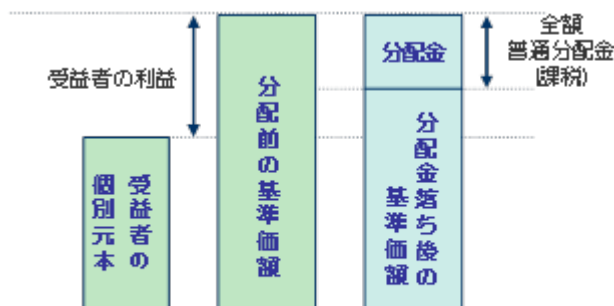 受益者の利益
受益者の
個別元本
分配前の基準価額
分配金
分配金落ち後の
基準価額
全額
普通分配金
(課税)